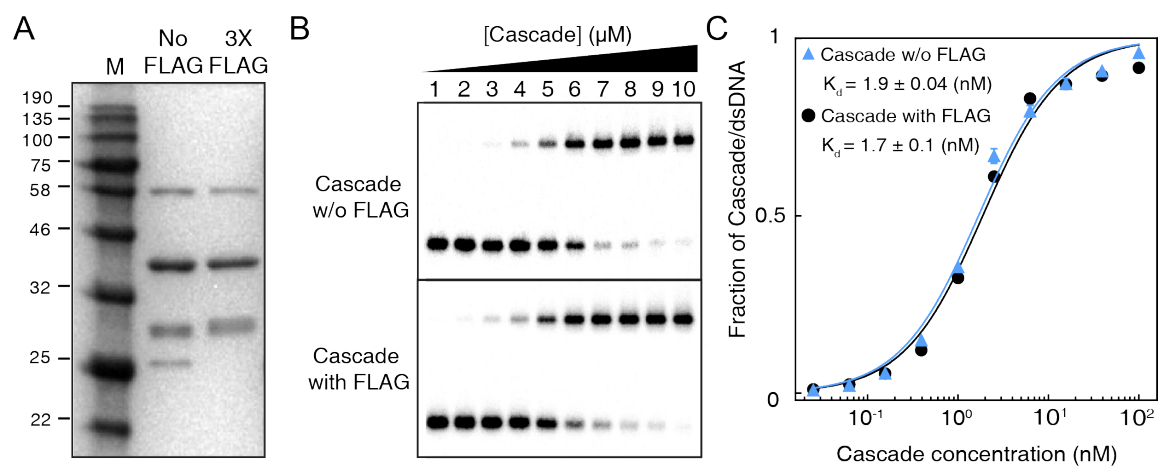 A
No 3X
M FLAG FLAG
190
135
100
75
58
46
32
25
22
B
[Cascade] (µM)
1 2 3 4 5 6 7 8 9 10
Cascade
w/o FLAG
Cascade
with FLAG
C
Fraction of Cascade/dsDNA
1
0.5
0
Cascade w/o FLAG
Kd = 1.9 ± 0.04 (nM)
Cascade with FLAG
Kd = 1.7 ± 0.1 (nM)
10-1 100 101 102
Cascade concentration (nM)